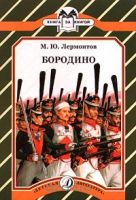 КНИГА
ЗА
КНИГОЙ
М. Ю. ЛЕРМОНТОВ
БОРОДИНО
«ДЕТСКАЯ ЛИТЕРАТУРА»